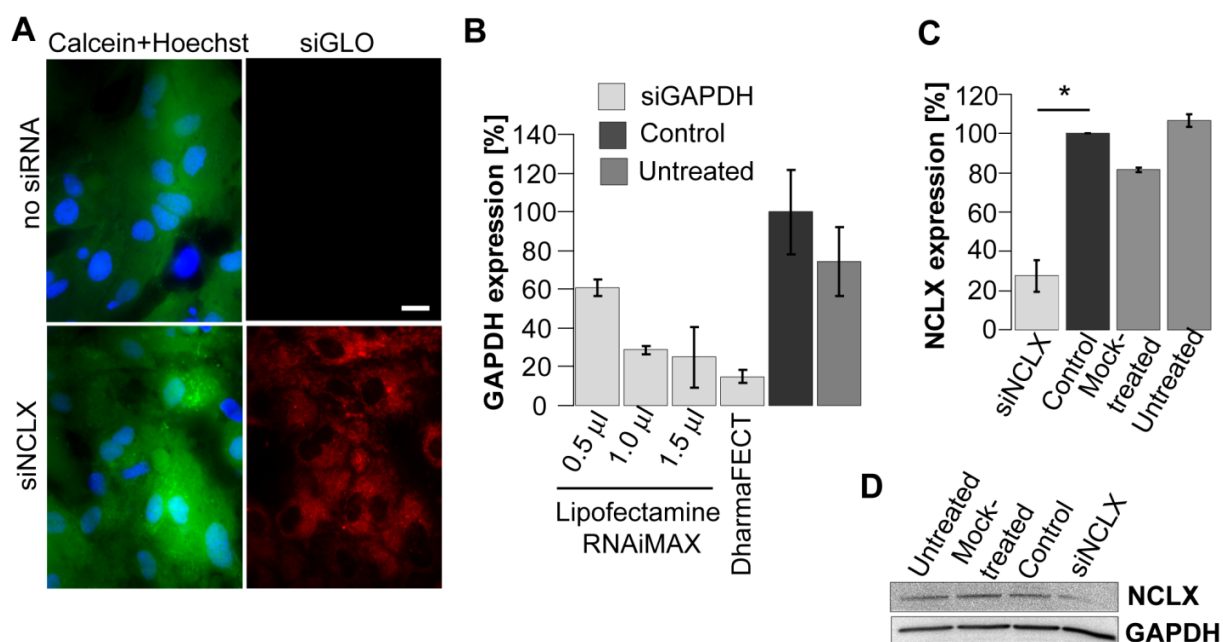 A
Calcein+Hoechst
siGLO
no siRNA
siNCLX
B
siGAPDH
Control
Untreated
GAPDH expression [%]
140
120
100
80
60
40
20
0
0.5 µl
1.0 µl
1.5 µl
DharmaFECT
Lipofectamine
RNAiMAX
C
*
NCLX expression [%]
120
100
80
60
40
20
0
siNCLX
Control
Mock-
treated
Untreated
D
Untreated
Mock-
treated
Control
siNCLX
NCLX
GAPDH